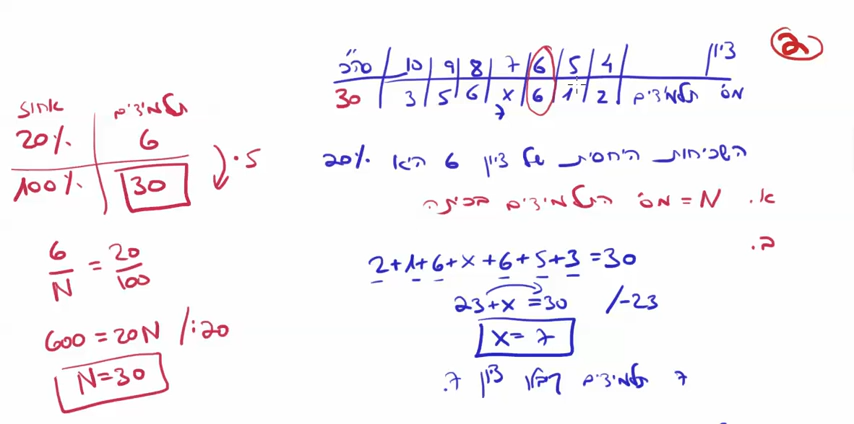 2
ציון 4 5 6 7 8 9 10 סה"כ
מס' תלמידים 2 1 6 x 6 5 3 30
7
השכיחות היחסית של ציון 6 היא 20%
א. N = מס' התלמידים בכיתה
ב.
2+1+6+x+6+5+3=30
23+x=30 /-23
x=7
7 תלמידים קיבלו ציון 7.
תלמידים אחוז
6 20%
30 100%
·5
6/N = 20/100
600=20N /:20
N=30